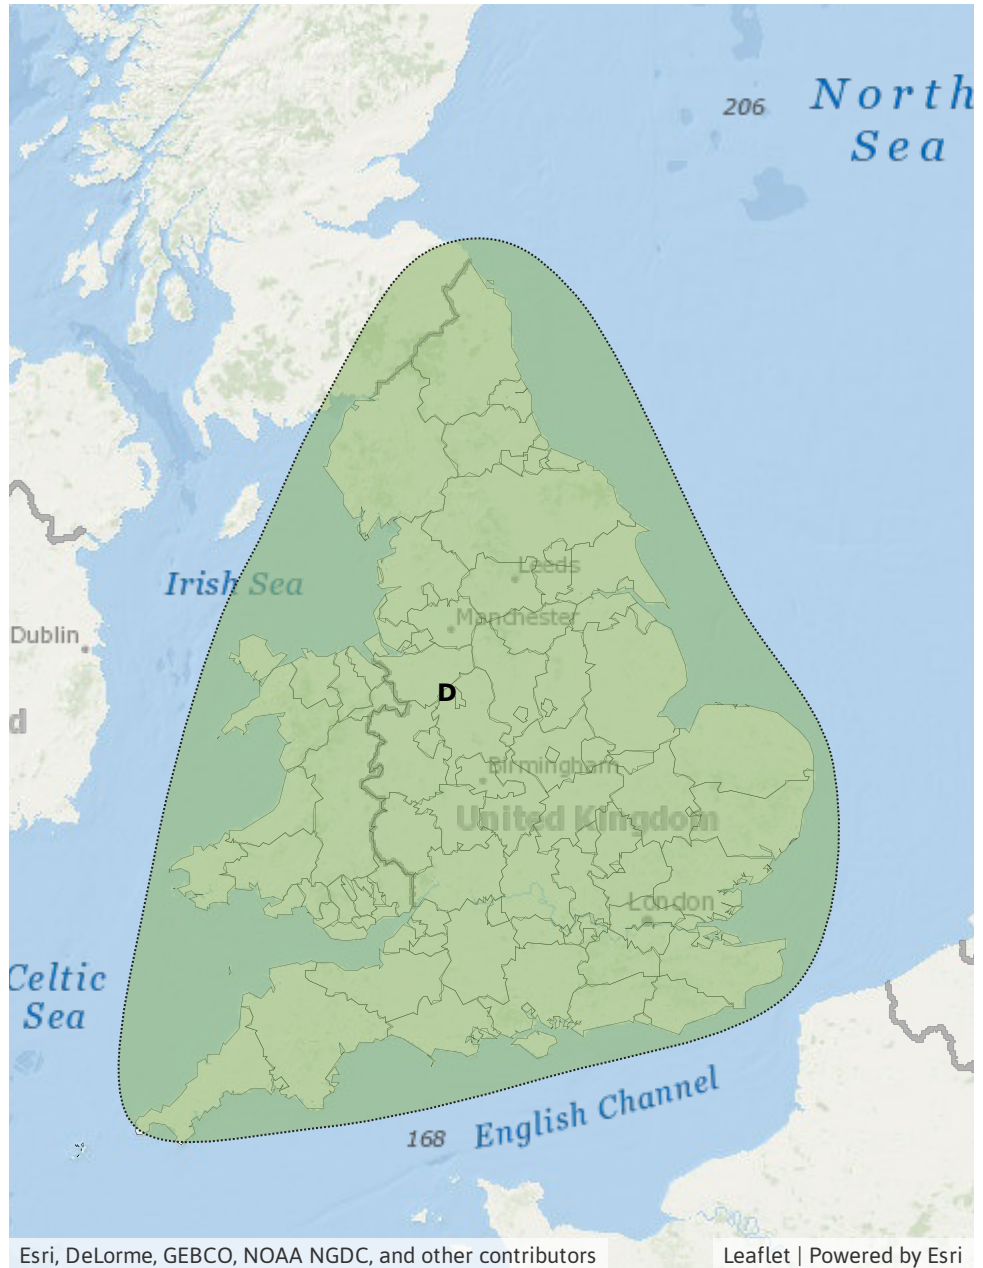 206
North
Sea
Leeds
Irish Sea
Manchester
Dublin
D
d
Birmingham
United Kingdom
London
Celtic
Sea
English Channel
168
Esri, DeLorme, GEBCO, NOAA NGDC, and other contributors
Leaflet | Powered by Esri